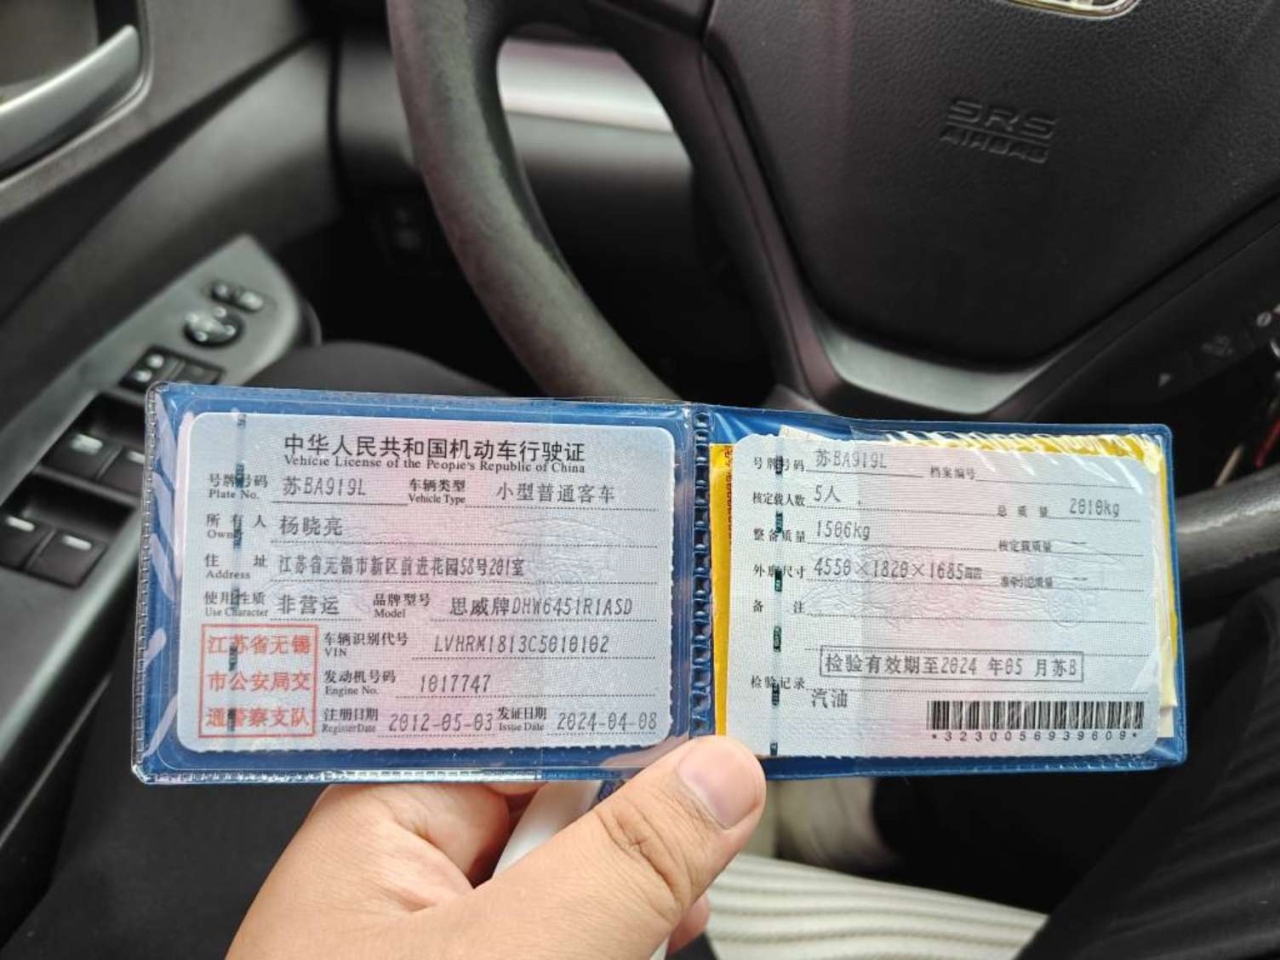 SRS
AIRBAG
中华人民共和国机动车行驶证
Vehicle License of the People's Republic of China
号牌号码 Plate No. 苏BA919L 车辆类型 Vehicle Type 小型普通客车
所有人 Owner 杨晓亮
住址 Address 江苏省无锡市新区前进花园58号201室
使用性质 Use Character 非营运 品牌型号 Model 思威牌DHW6451R1ASD
江苏省无锡
市公安局交
通警察支队
车辆识别代号 VIN LVHRM1813C5010102
发动机号码 Engine No. 1017747
注册日期 Register Date 2012-05-03 发证日期 Issue Date 2024-04-08
号牌号码 苏BA919L 档案编号
核定载人数 5人 总质量 2010kg
整备质量 1506kg 核定载质量 --
外廓尺寸 4550×1820×1685mm 准牵引总质量 --
备注
检验有效期至2024年05月苏B
检验记录
汽油
*3230056939609*